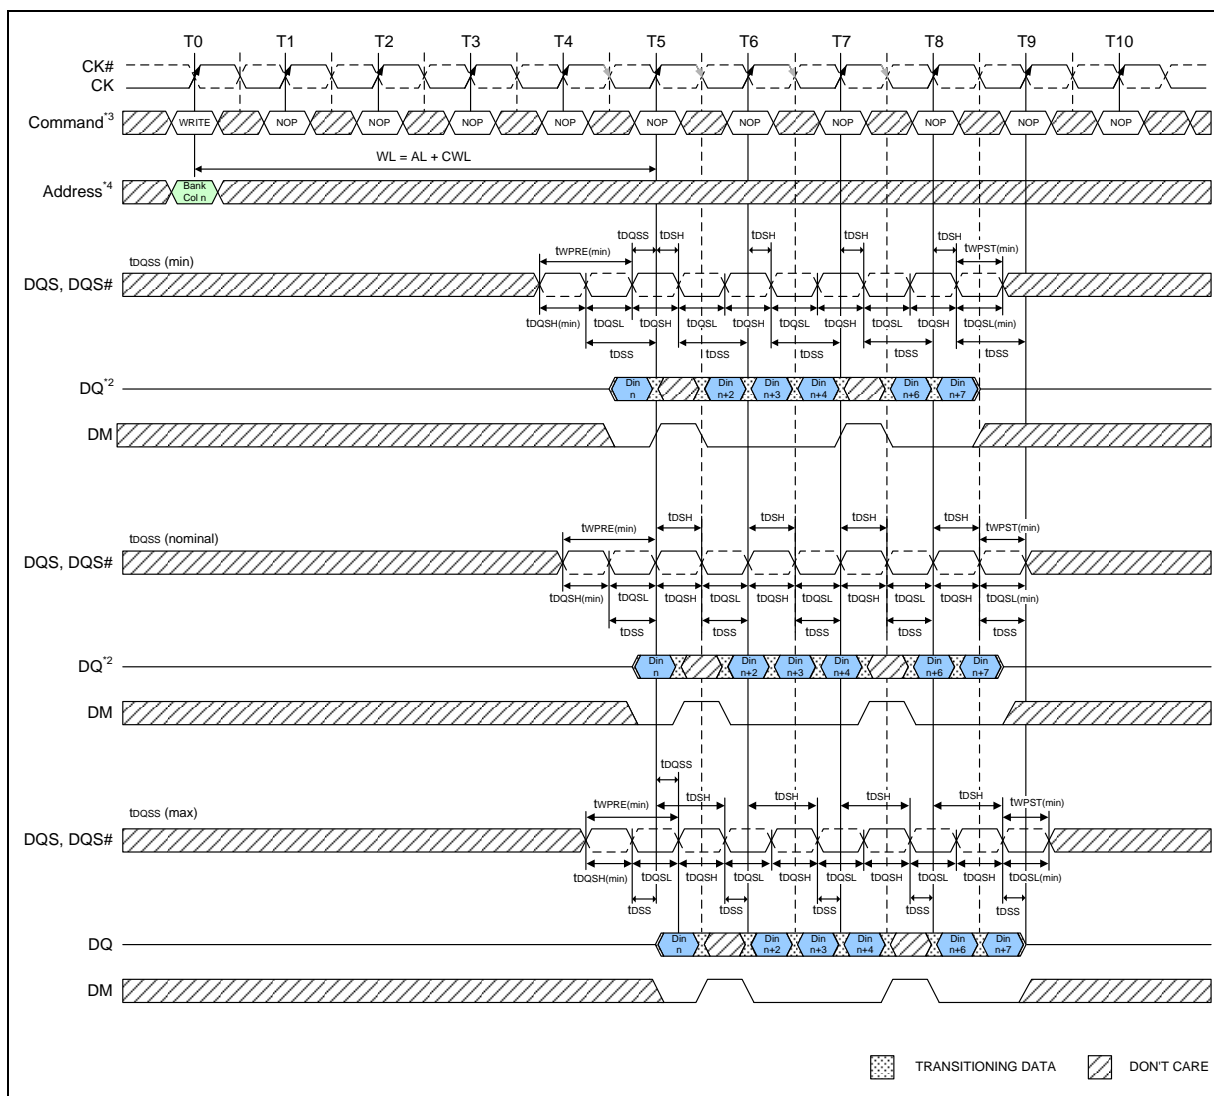 T0 T1 T2 T3 T4 T5 T6 T7 T8 T9 T10
CK#
CK
Command*3 WRITE NOP NOP NOP NOP NOP NOP NOP NOP NOP NOP
WL = AL + CWL
Address*4 Bank Col n
tDQSS tDSH tDSH tDSH tDSH
tDQSS (min) tWPRE(min) tWPST(min)
DQS, DQS#
tDQSH(min) tDQSL tDQSH tDQSL tDQSH tDQSL tDQSH tDQSL tDQSH tDQSL(min)
tDSS tDSS tDSS tDSS tDSS
DQ*2 Din n Din n+2 Din n+3 Din n+4 Din n+6 Din n+7
DM
tDSH tDSH tDSH tDSH
tDQSS (nominal) tWPRE(min) tWPST(min)
DQS, DQS#
tDQSH(min) tDQSL tDQSH tDQSL tDQSH tDQSL tDQSH tDQSL tDQSH tDQSL(min)
tDSS tDSS tDSS tDSS tDSS
DQ*2 Din n Din n+2 Din n+3 Din n+4 Din n+6 Din n+7
DM
tDQSS
tDQSS (max) tWPRE(min) tDSH tDSH tDSH tDSH tWPST(min)
DQS, DQS#
tDQSH(min) tDQSL tDQSH tDQSL tDQSH tDQSL tDQSH tDQSL tDQSH tDQSL(min)
tDSS tDSS tDSS tDSS tDSS
DQ Din n Din n+2 Din n+3 Din n+4 Din n+6 Din n+7
DM
TRANSITIONING DATA DON'T CARE